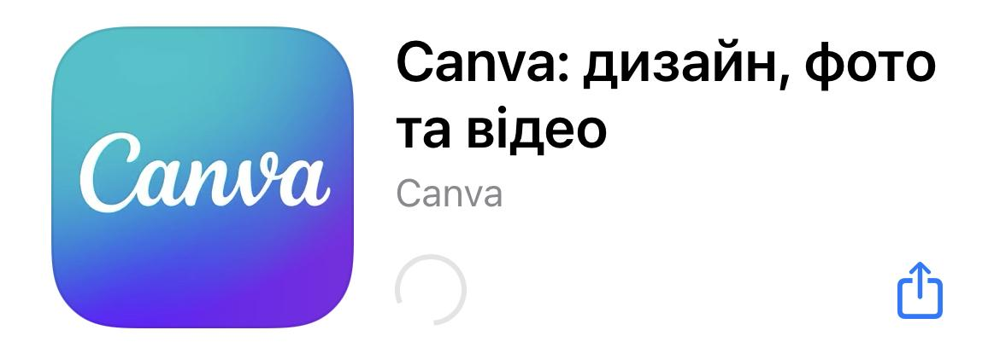 Canva
Canva: дизайн, фото
та відео
Canva